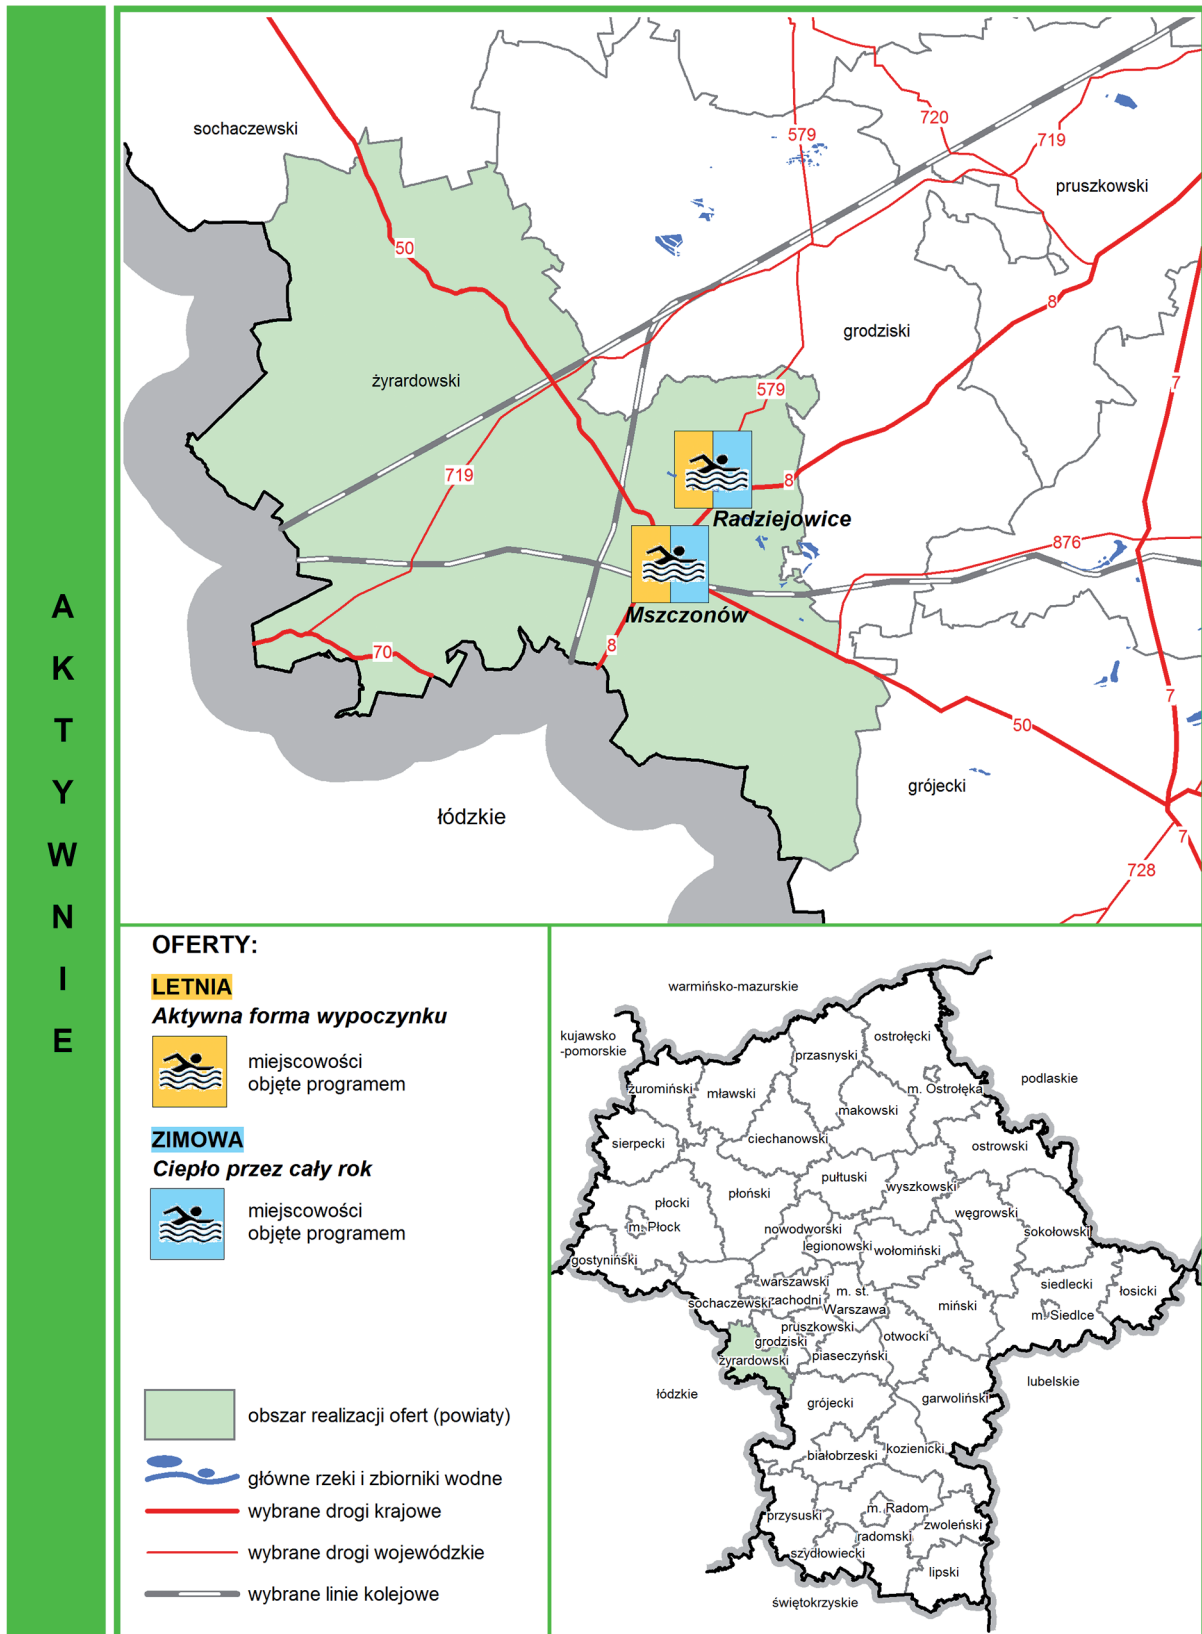 A
K
T
Y
W
N
I
E
sochaczewski
579
720
719
pruszkowski
50
8
grodziski
7
żyrardowski
579
719
8
Radziejowice
876
Mszczonów
8
70
7
50
grójecki
łódzkie
7
728
OFERTY:
LETNIA
Aktywna forma wypoczynku
miejscowości
objęte programem
ZIMOWA
Ciepło przez cały rok
miejscowości
objęte programem
obszar realizacji ofert (powiaty)
główne rzeki i zbiorniki wodne
wybrane drogi krajowe
wybrane drogi wojewódzkie
wybrane linie kolejowe
warmińsko-mazurskie
kujawsko
-pomorskie
ostrołęcki
przasnyski
podlaskie
żuromiński
mławski
m. Ostrołęka
makowski
sierpecki
ciechanowski
ostrowski
płocki
płoński
pułtuski
wyszkowski
węgrowski
m. Płock
nowodworski
legionowski
wołomiński
sokołowski
gostyniński
warszawski
zachodni
m. st.
Warszawa
siedlecki
łosicki
sochaczewski
miński
m. Siedlce
pruszkowski
grodziski
otwocki
żyrardowski
piaseczyński
łódzkie
lubelskie
grójecki
garwoliński
białobrzeski
kozienicki
przysuski
m. Radom
zwoleński
radomski
szydłowiecki
lipski
świętokrzyskie